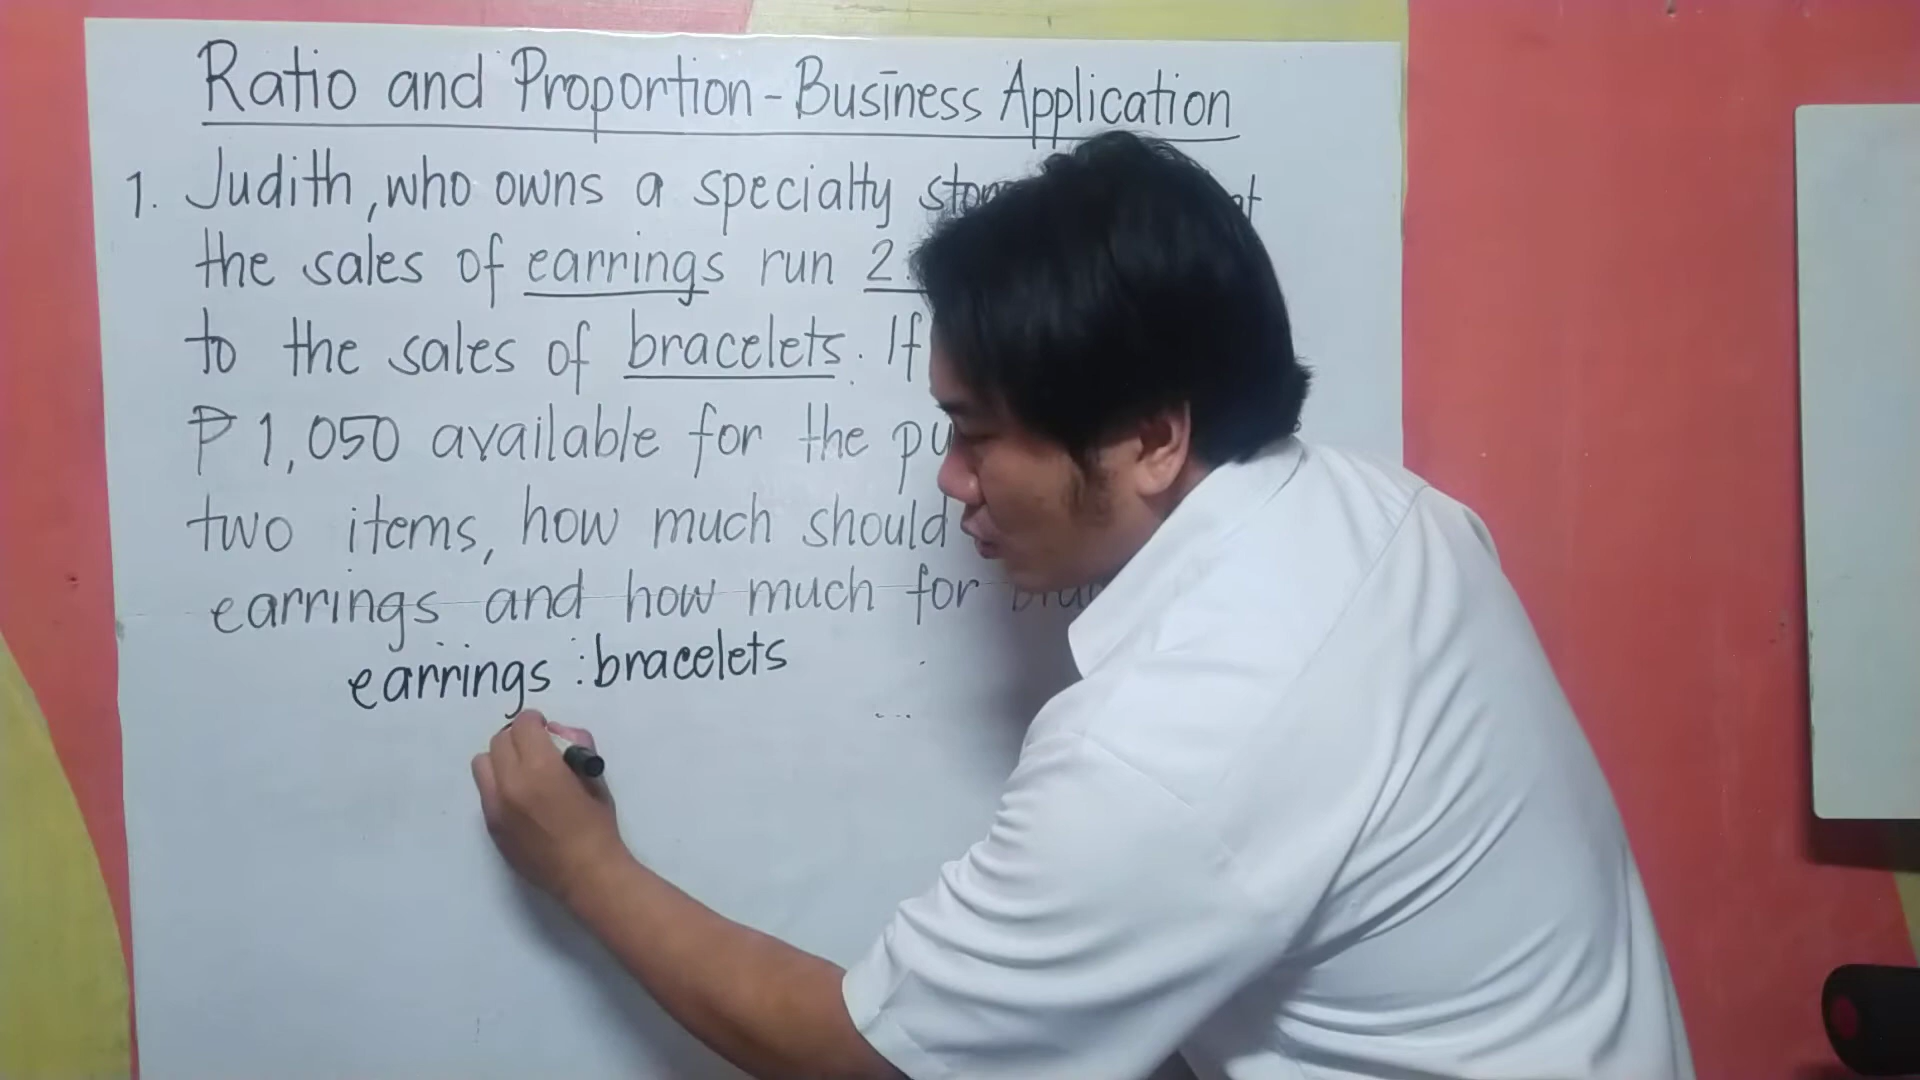 Ratio and Proportion - Business Application
1. Judith, who owns a specialty
the sales of earrings run 2
to the sales of bracelets. If
₱1,050 available for the
two items, how much should
earrings and how much for
earrings : bracelets